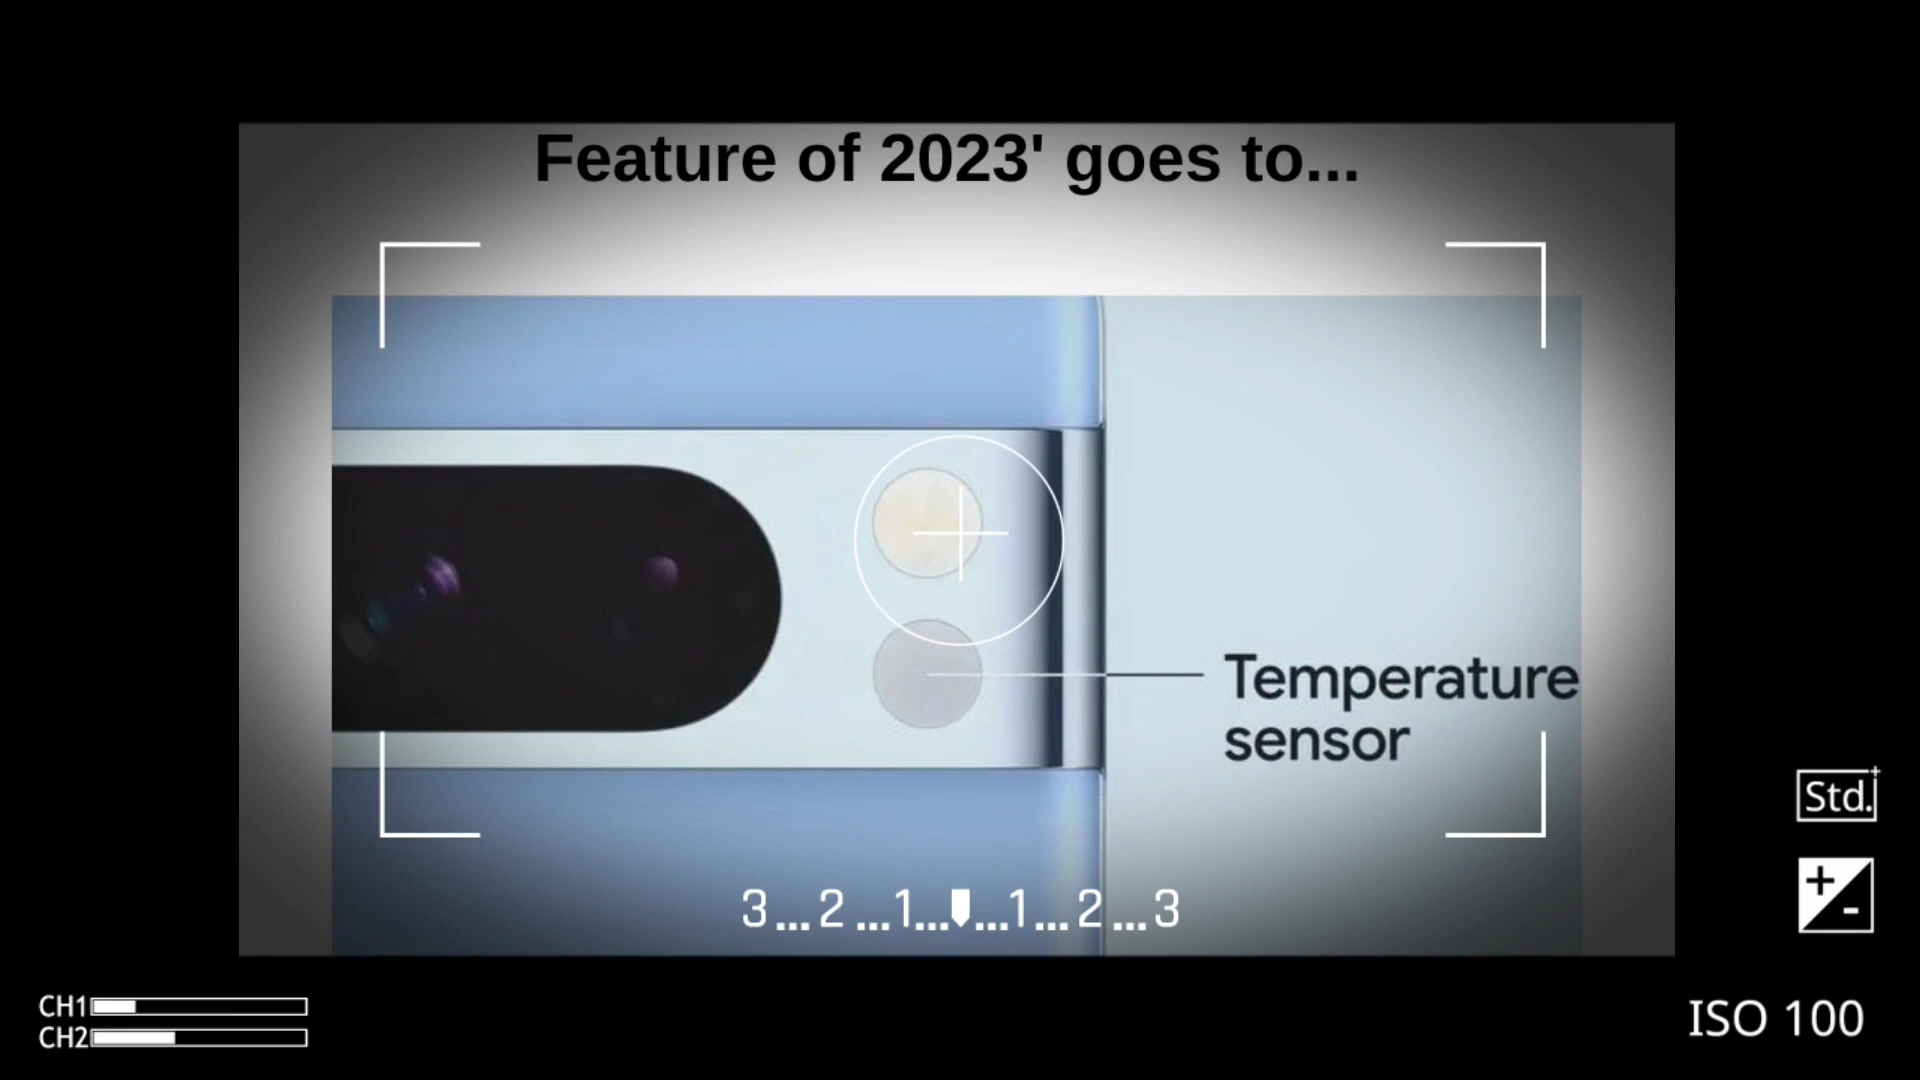 Feature of 2023' goes to...
Temperature
sensor
Std.+
+
-
3...2...1......1...2...3
CH1
CH2
ISO 100